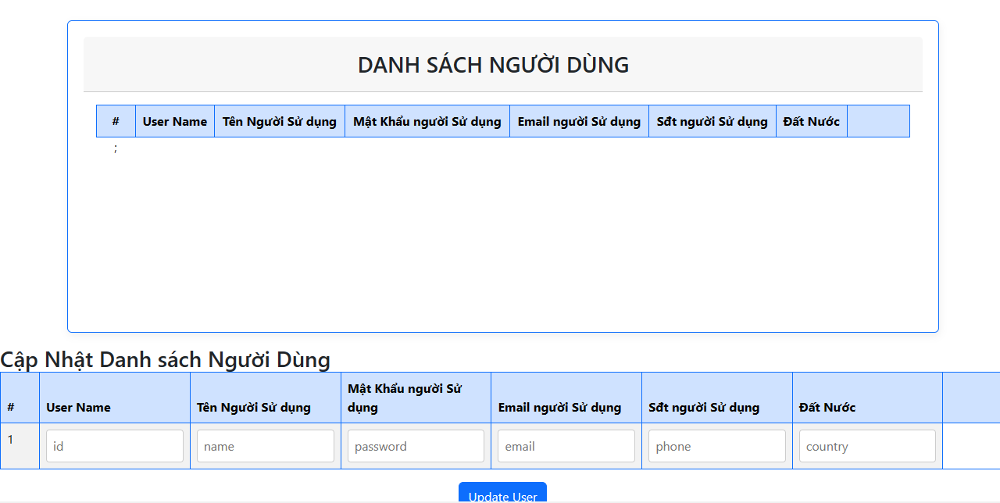 DANH SÁCH NGƯỜI DÙNG
# User Name Tên Người Sử dụng Mật Khẩu người Sử dụng Email người Sử dụng Sđt người Sử dụng Đất Nước
;
Cập Nhật Danh sách Người Dùng
# User Name Tên Người Sử dụng Mật Khẩu người Sử dụng Email người Sử dụng Sđt người Sử dụng Đất Nước
1 id name password email phone country
Update User